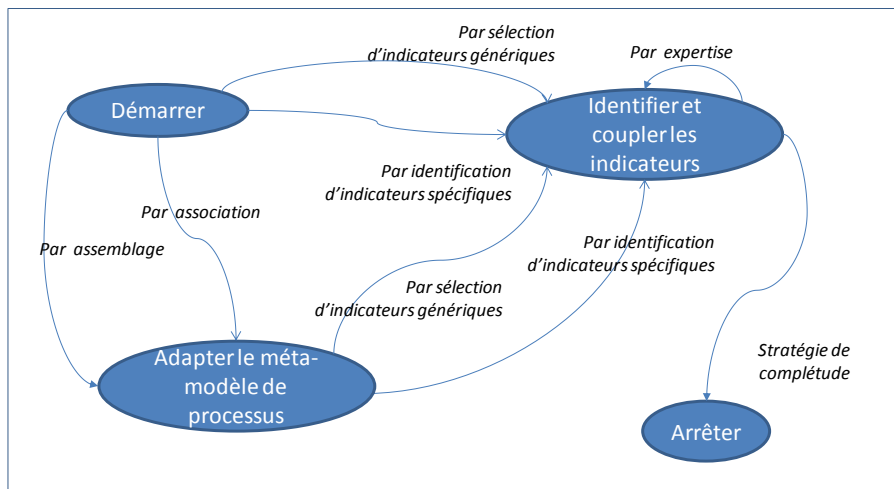 Par sélection
d'indicateurs génériques
Par expertise
Démarrer
Identifier et
coupler les
indicateurs
Par identification
d'indicateurs spécifiques
Par association
Par assemblage
Par identification
d'indicateurs spécifiques
Par sélection
d'indicateurs génériques
Adapter le méta-
modèle de
processus
Stratégie de
complétude
Arrêter